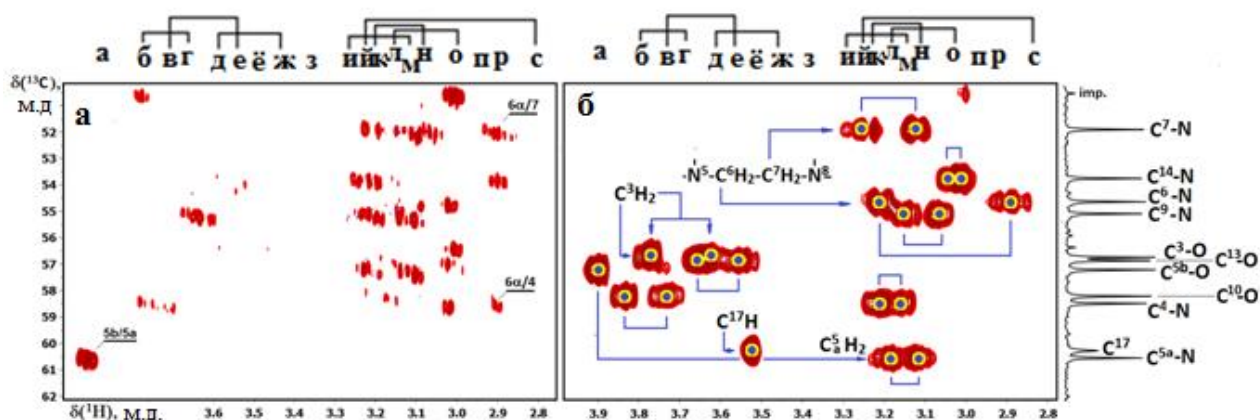 а б в г д е ё ж з и й к л м н о п р с
а б в г д е ё ж з и й к л м н о п р с
δ(¹³C),
М.Д
а
6α/7
6α/4
5b/5a
52
53
54
55
56
57
58
59
60
61
62
δ(¹H), М.Д.
3.6 3.5 3.4 3.3 3.2 3.1 3.0 2.9 2.8
б
-N⁵-C⁶H₂-C⁷H₂-N⁸-
C³H₂
C¹⁷H
C⁵ₐH₂
3.9 3.8 3.7 3.6 3.5 3.4 3.3 3.2 3.1 3.0 2.9 2.8
imp.
C⁷-N
C¹⁴-N
C⁶-N
C⁹-N
C³-O
C¹³-O
C⁵ᵇ-O
C¹⁰-O
C⁴-N
C¹⁷
C⁵ᵃ-N